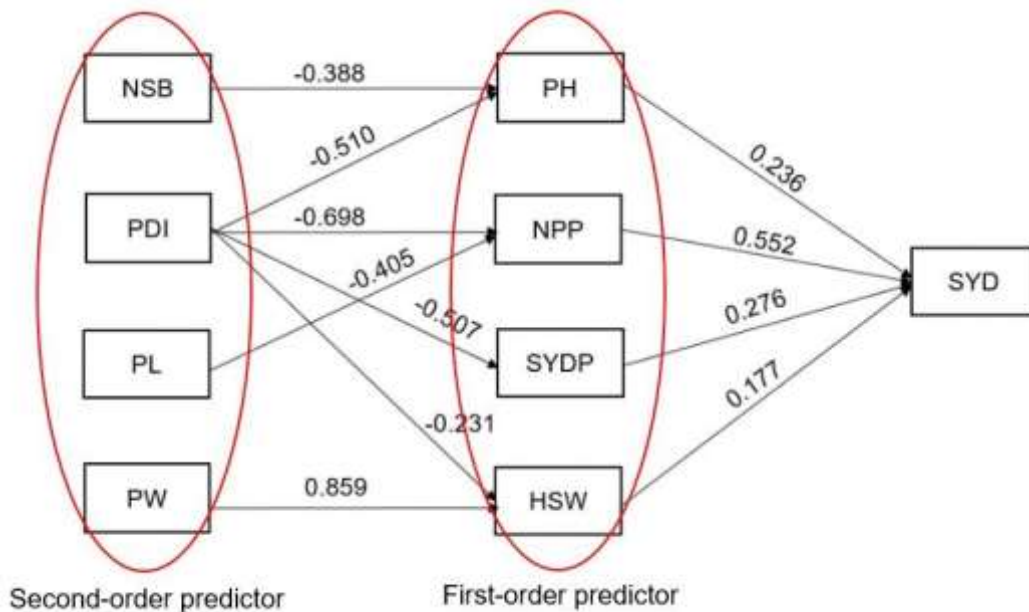 NSB
-0.388
PH
-0.510
0.236
PDI
-0.698
NPP
0.552
-0.405
SYD
-0.507
0.276
PL
SYDP
0.177
-0.231
PW
0.859
HSW
Second-order predictor
First-order predictor